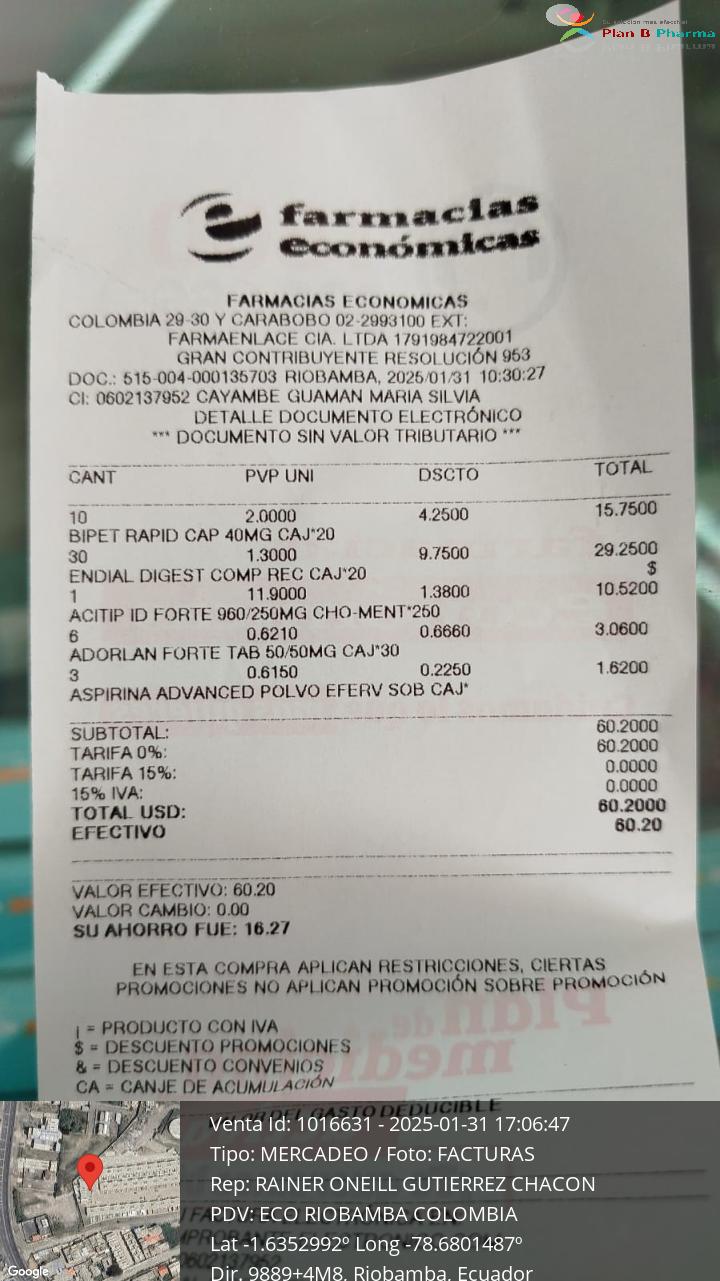 Plan B Pharma
farmacias
económicas
FARMACIAS ECONOMICAS
COLOMBIA 29-30 Y CARABOBO 02-2993100 EXT:
FARMAENLACE CIA. LTDA 1791984722001
GRAN CONTRIBUYENTE RESOLUCIÓN 953
DOC.: 515-004-000135703 RIOBAMBA, 2025/01/31 10:30:27
CI: 0602137952 CAYAMBE GUAMAN MARIA SILVIA
DETALLE DOCUMENTO ELECTRÓNICO
*** DOCUMENTO SIN VALOR TRIBUTARIO ***
CANT PVP UNI DSCTO TOTAL
10 2.0000 4.2500 15.7500
BIPET RAPID CAP 40MG CAJ*20
30 1.3000 9.7500 29.2500
ENDIAL DIGEST COMP REC CAJ*20 $
1 11.9000 1.3800 10.5200
ACITIP ID FORTE 960/250MG CHO-MENT*250
6 0.6210 0.6660 3.0600
ADORLAN FORTE TAB 50/50MG CAJ*30
3 0.6150 0.2250 1.6200
ASPIRINA ADVANCED POLVO EFERV SOB CAJ*
SUBTOTAL: 60.2000
TARIFA 0%: 60.2000
TARIFA 15%: 0.0000
15% IVA: 0.0000
TOTAL USD: 60.2000
EFECTIVO 60.20
VALOR EFECTIVO: 60.20
VALOR CAMBIO: 0.00
SU AHORRO FUE: 16.27
EN ESTA COMPRA APLICAN RESTRICCIONES, CIERTAS
PROMOCIONES NO APLICAN PROMOCIÓN SOBRE PROMOCIÓN
¡ = PRODUCTO CON IVA
$ = DESCUENTO PROMOCIONES
& = DESCUENTO CONVENIOS
CA = CANJE DE ACUMULACIÓN
VALOR DEL GASTO DEDUCIBLE
Venta Id: 1016631 - 2025-01-31 17:06:47
Tipo: MERCADEO / Foto: FACTURAS
Rep: RAINER ONEILL GUTIERREZ CHACON
PDV: ECO RIOBAMBA COLOMBIA
Lat -1.6352992º Long -78.6801487º
Dir. 9889+4M8, Riobamba, Ecuador
Google